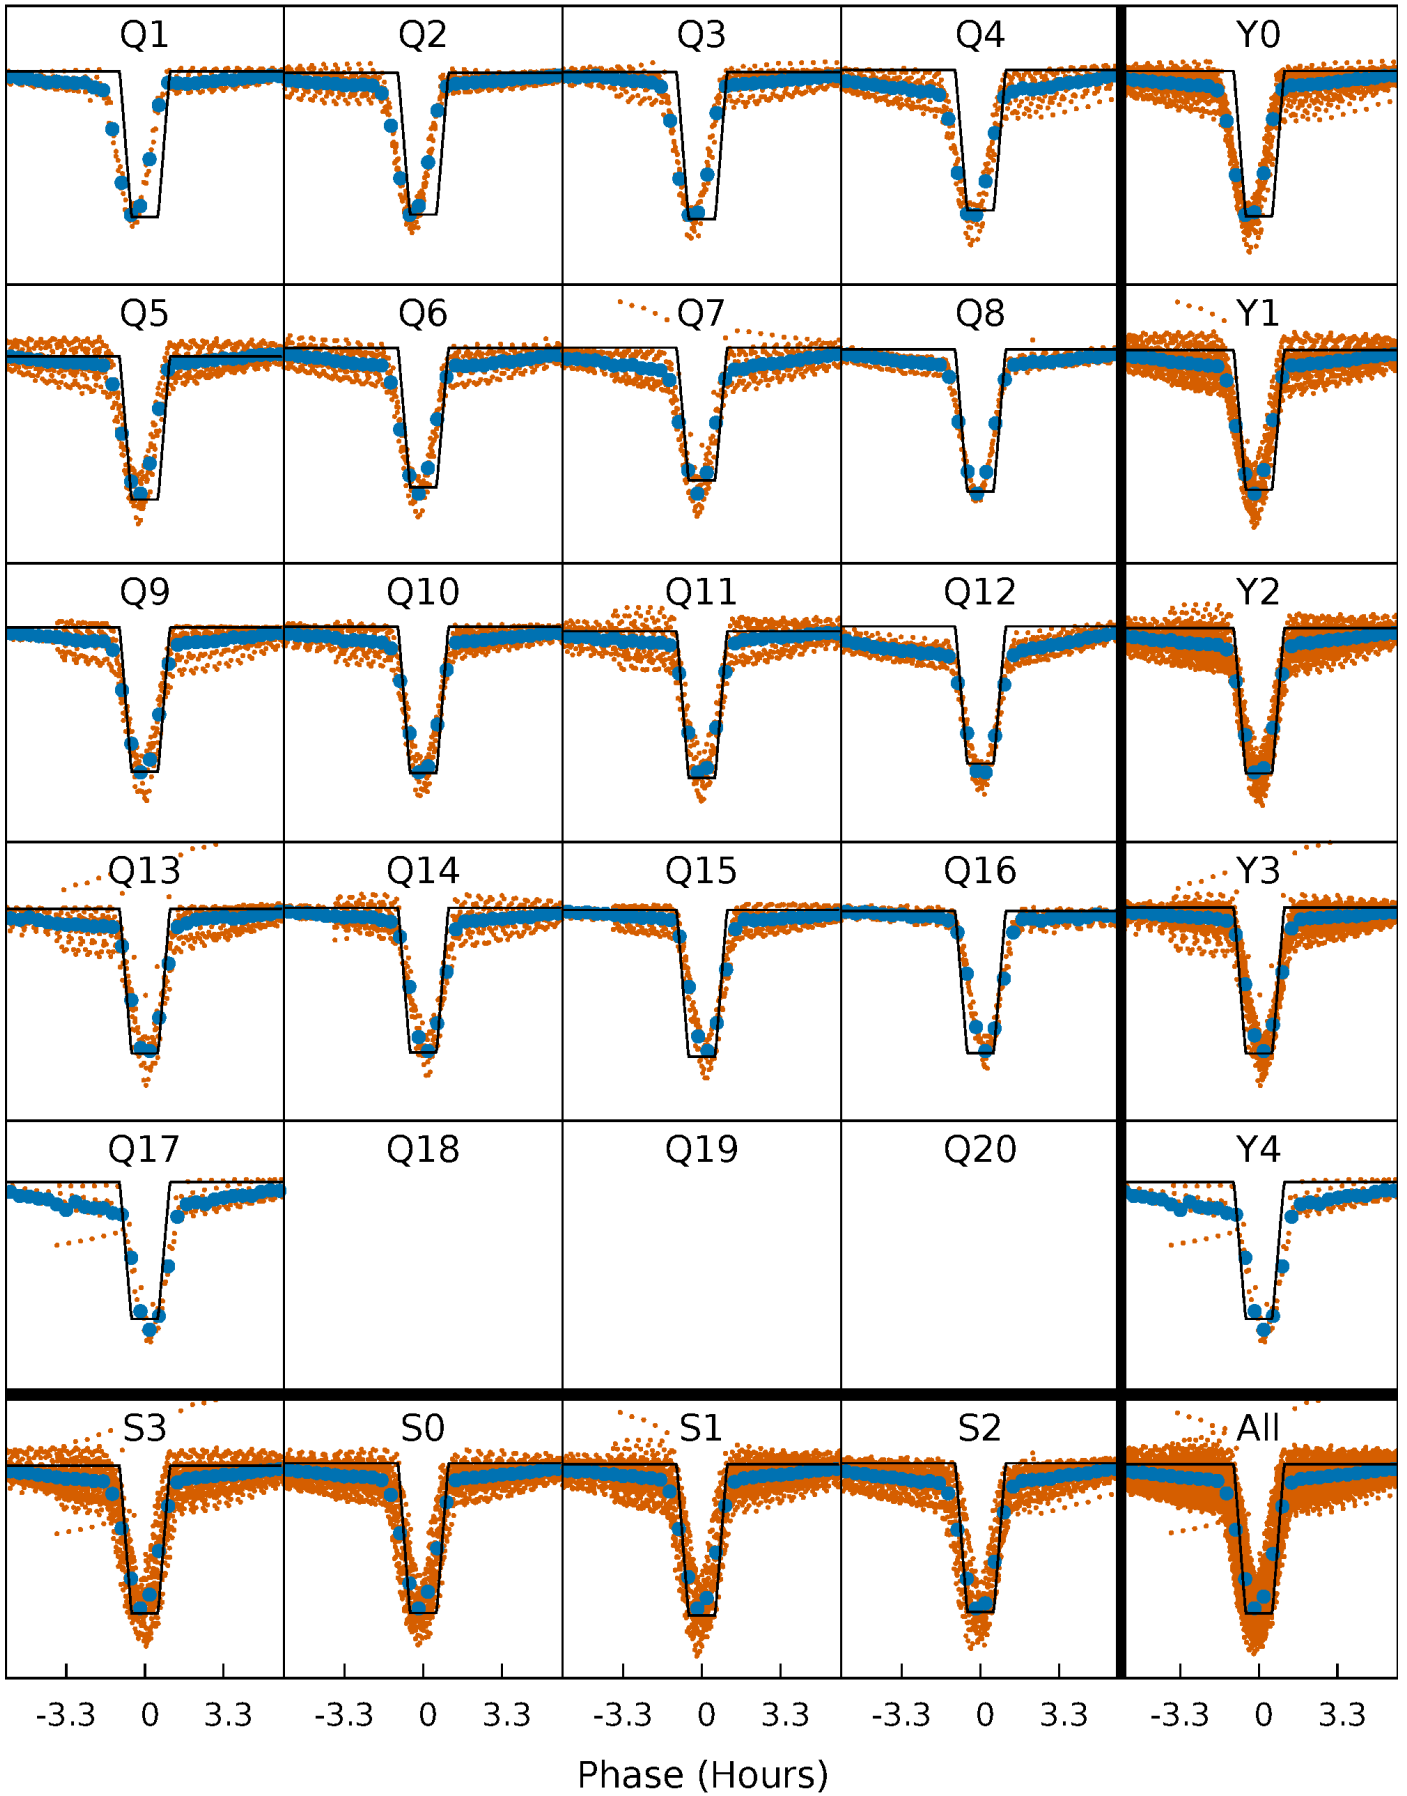 Q1 Q2 Q3 Q4 Y0
Q5 Q6 Q7 Q8 Y1
Q9 Q10 Q11 Q12 Y2
Q13 Q14 Q15 Q16 Y3
Q17 Q18 Q19 Q20 Y4
S3 S0 S1 S2 All
-3.3 0 3.3 -3.3 0 3.3 -3.3 0 3.3 -3.3 0 3.3 -3.3 0 3.3
Phase (Hours)